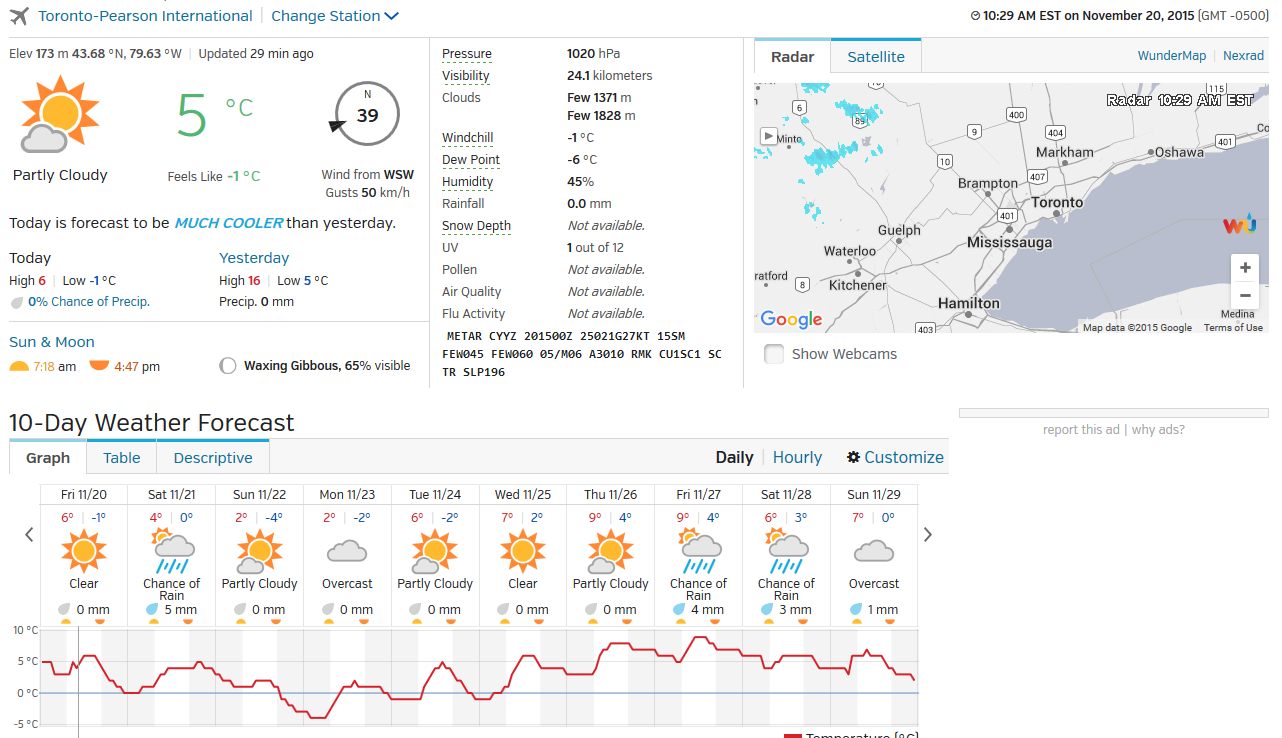 Toronto-Pearson International | Change Station
10:29 AM EST on November 20, 2015 (GMT -0500)
Elev 173 m 43.68 °N, 79.63 °W | Updated 29 min ago
5 °C
N
39
Partly Cloudy
Feels Like -1 °C
Wind from WSW
Gusts 50 km/h
Today is forecast to be MUCH COOLER than yesterday.
Today
High 6 | Low -1 °C
0% Chance of Precip.
Yesterday
High 16 | Low 5 °C
Precip. 0 mm
Sun & Moon
7:18 am
4:47 pm
Waxing Gibbous, 65% visible
Pressure 1020 hPa
Visibility 24.1 kilometers
Clouds Few 1371 m
Few 1828 m
Windchill -1 °C
Dew Point -6 °C
Humidity 45%
Rainfall 0.0 mm
Snow Depth Not available.
UV 1 out of 12
Pollen Not available.
Air Quality Not available.
Flu Activity Not available.
METAR CYYZ 201500Z 25021G27KT 15SM
FEW045 FEW060 05/M06 A3010 RMK CU1SC1 SC
TR SLP196
Radar Satellite
WunderMap | Nexrad
115
Radar 10:29 AM EST
6
89
400
9
404
401
Minto
Markham
Oshawa
10
407
Brampton
Toronto
401
Guelph
Mississauga
Waterloo
ratford
8
Kitchener
Hamilton
403
Medina
+
−
Google
Map data ©2015 Google Terms of Use
Show Webcams
10-Day Weather Forecast
report this ad | why ads?
Graph Table Descriptive
Daily | Hourly Customize
Fri 11/20 Sat 11/21 Sun 11/22 Mon 11/23 Tue 11/24 Wed 11/25 Thu 11/26 Fri 11/27 Sat 11/28 Sun 11/29
6° | -1° 4° | 0° 2° | -4° 2° | -2° 6° | -2° 7° | 2° 9° | 4° 9° | 4° 6° | 3° 7° | 0°
Clear Chance of Rain Partly Cloudy Overcast Partly Cloudy Clear Partly Cloudy Chance of Rain Chance of Rain Overcast
0 mm 5 mm 0 mm 0 mm 0 mm 0 mm 0 mm 4 mm 3 mm 1 mm
10 °C
5 °C
0 °C
-5 °C
Temperature (°C)